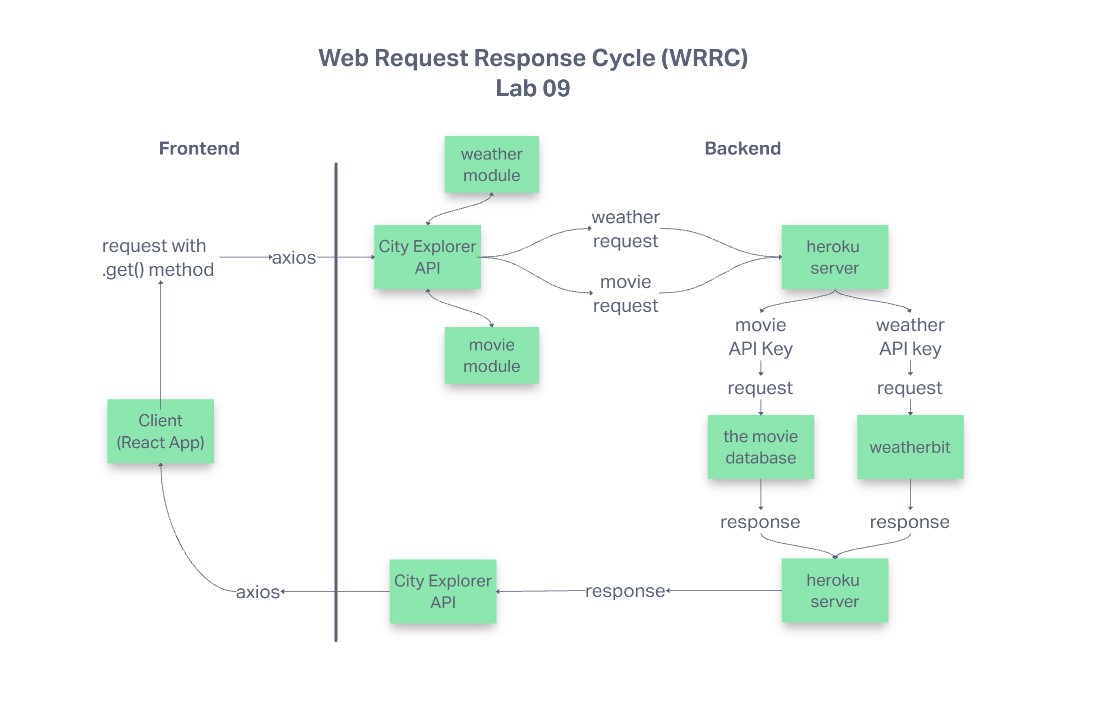 Web Request Response Cycle (WRRC)
Lab 09
Frontend
Backend
weather
module
request with
.get() method
axios
City Explorer
API
weather
request
movie
request
heroku
server
movie
module
movie
API Key
weather
API key
request
request
Client
(React App)
the movie
database
weatherbit
response
response
axios
City Explorer
API
response
heroku
server